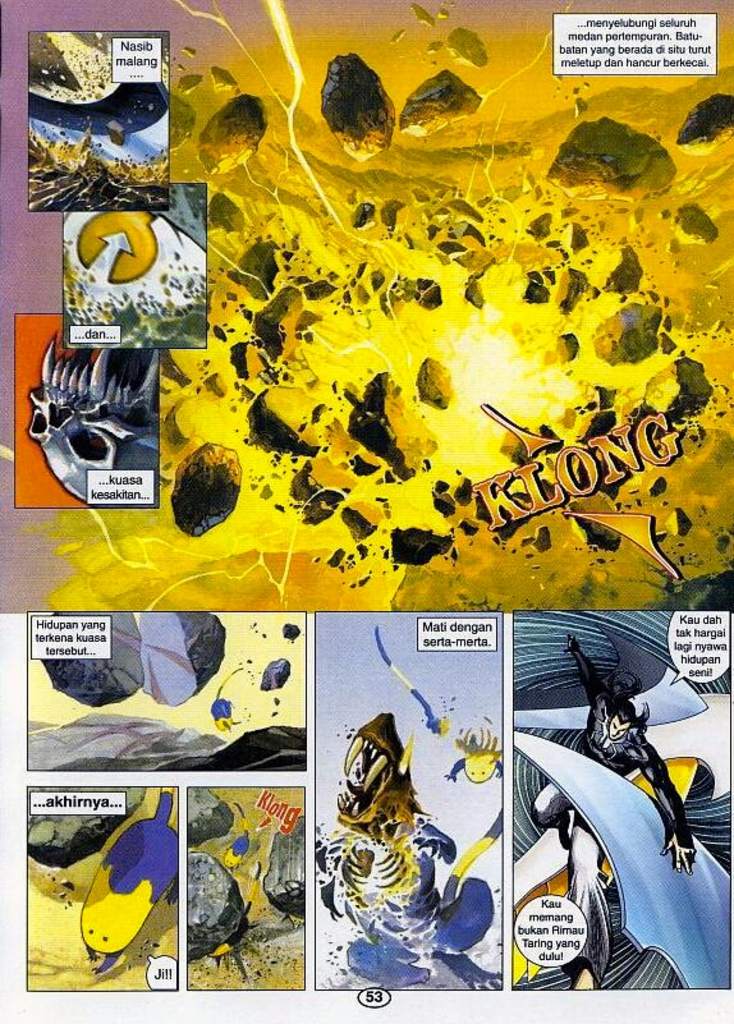 Nasib
malang
....
...dan...
...kuasa
kesakitan...
...menyelubungi seluruh
medan pertempuran. Batu-
batan yang berada di situ turut
meletup dan hancur berkecai.
KLONG
Hidupan yang
terkena kuasa
tersebut...
...akhirnya...
Ji!!
Klong
Mati dengan
serta-merta.
Kau dah
tak hargai
lagi nyawa
hidupan
seni!
Kau
memang
bukan Rimau
Taring yang
dulu!
53